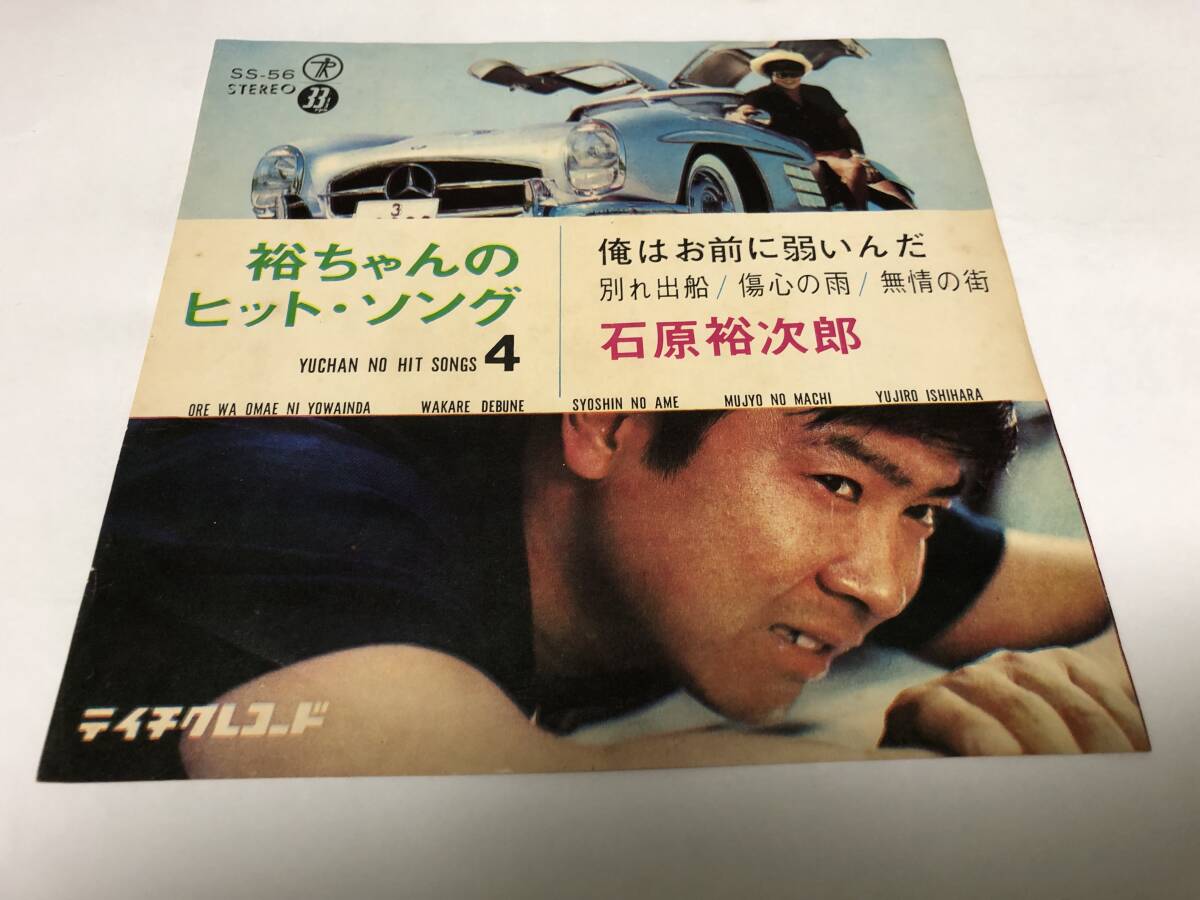 SS-56
STEREO
33⅓
3
裕ちゃんの
ヒット・ソング
YUCHAN NO HIT SONGS 4
俺はお前に弱いんだ
別れ出船/傷心の雨/無情の街
石原裕次郎
ORE WA OMAE NI YOWAINDA WAKARE DEBUNE SYOSHIN NO AME MUJYO NO MACHI YUJIRO ISHIHARA
テイチクレコード